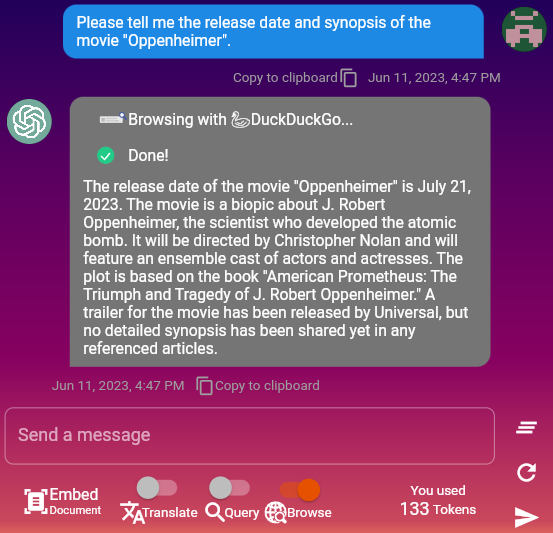 Please tell me the release date and synopsis of the
movie "Oppenheimer".
Copy to clipboard Jun 11, 2023, 4:47 PM
Browsing with DuckDuckGo...
Done!
The release date of the movie "Oppenheimer" is July 21,
2023. The movie is a biopic about J. Robert
Oppenheimer, the scientist who developed the atomic
bomb. It will be directed by Christopher Nolan and will
feature an ensemble cast of actors and actresses. The
plot is based on the book "American Prometheus: The
Triumph and Tragedy of J. Robert Oppenheimer." A
trailer for the movie has been released by Universal, but
no detailed synopsis has been shared yet in any
referenced articles.
Jun 11, 2023, 4:47 PM Copy to clipboard
Send a message
Embed
Document
Translate
Query
Browse
You used
133 Tokens